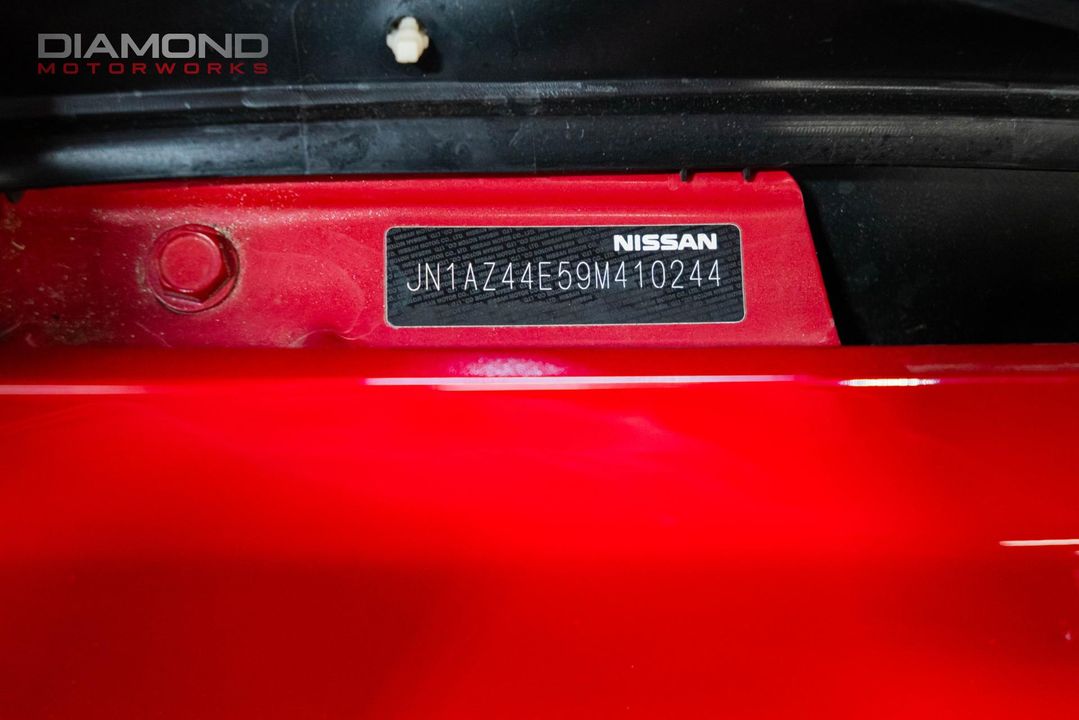 DIAMOND
MOTORWORKS
NISSAN
JN1AZ44E59M410244